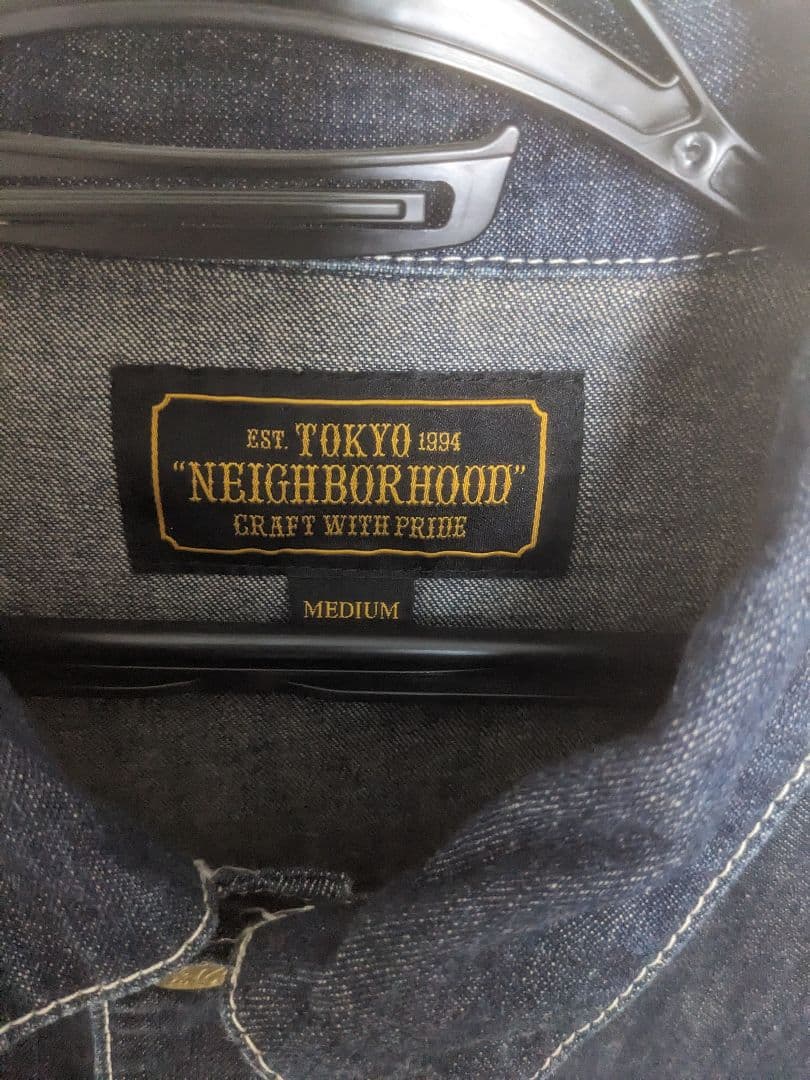 EST. TOKYO 1994
"NEIGHBORHOOD"
CRAFT WITH PRIDE
MEDIUM